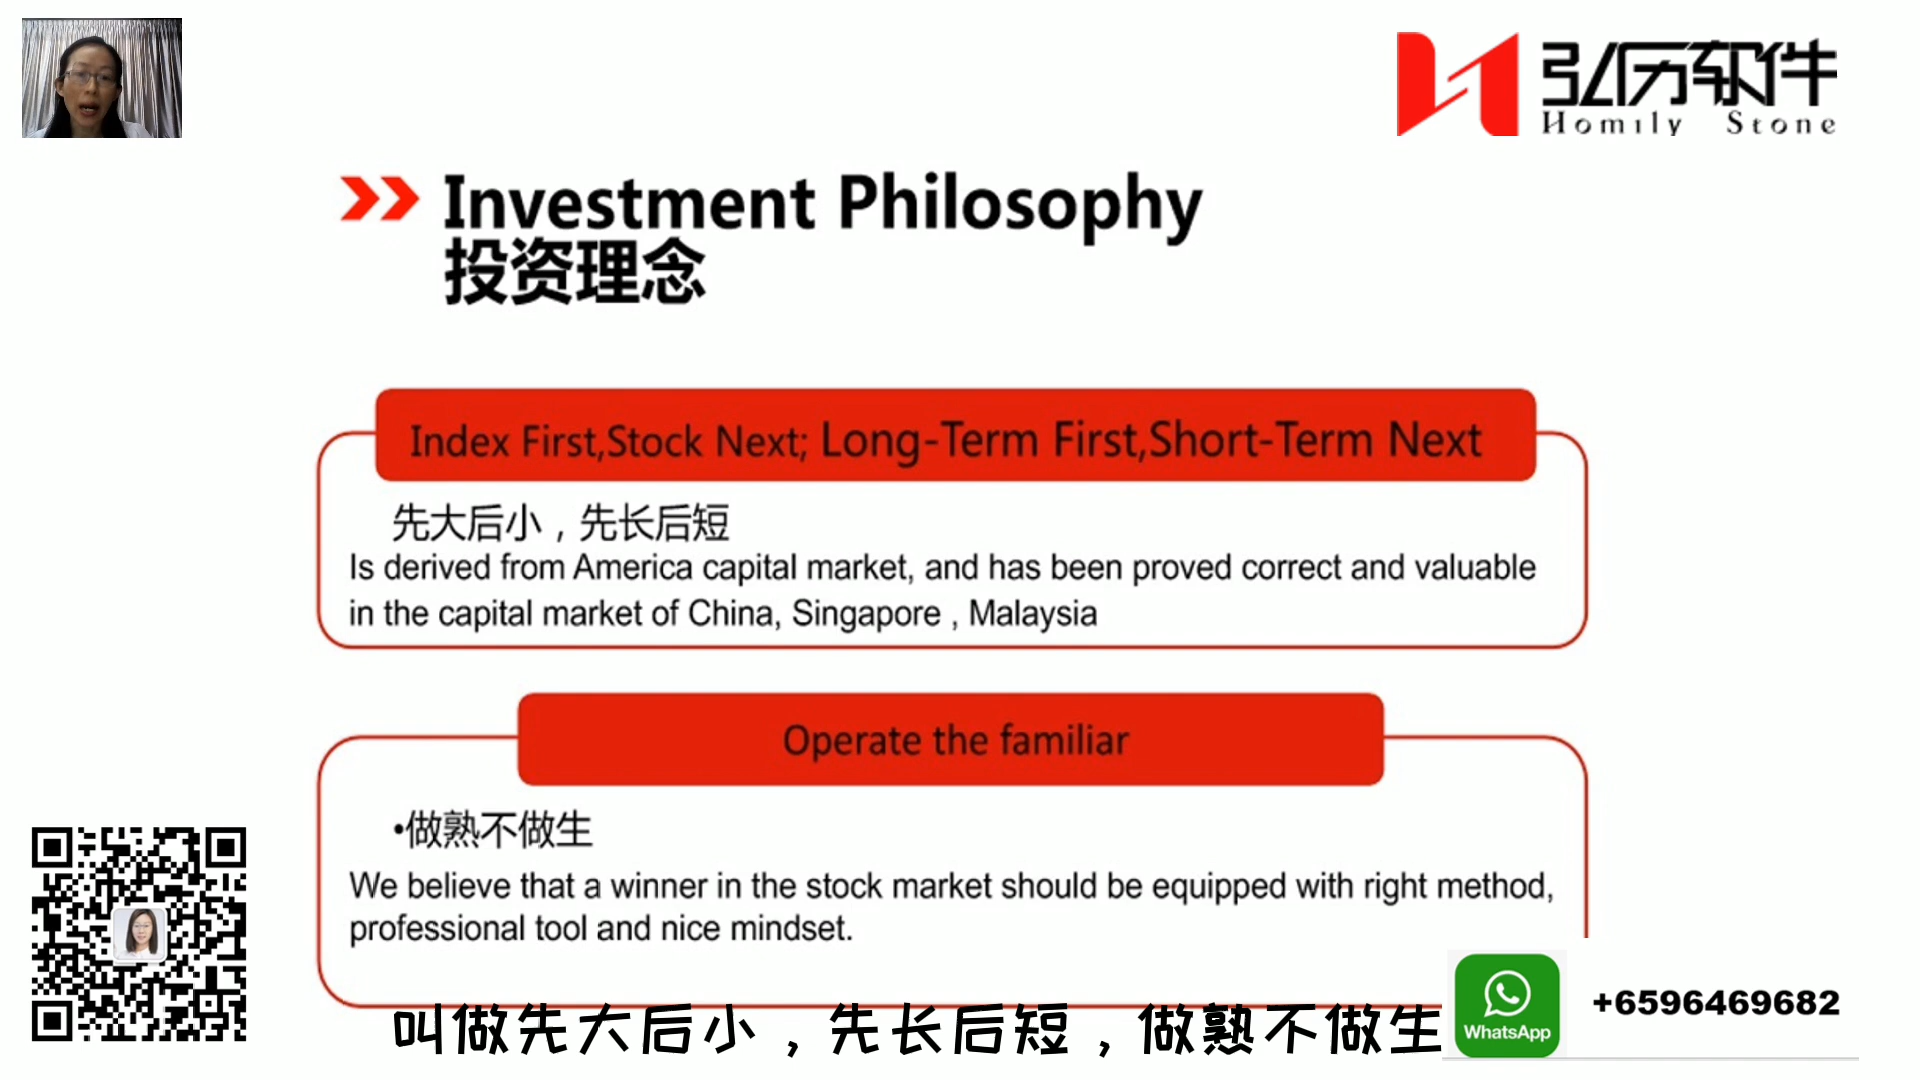 弘历软件
Homily Stone
Investment Philosophy
投资理念
Index First,Stock Next; Long-Term First,Short-Term Next
先大后小，先长后短
Is derived from America capital market, and has been proved correct and valuable
in the capital market of China, Singapore , Malaysia
Operate the familiar
•做熟不做生
We believe that a winner in the stock market should be equipped with right method,
professional tool and nice mindset.
叫做先大后小，先长后短，做熟不做生
WhatsApp
+6596469682